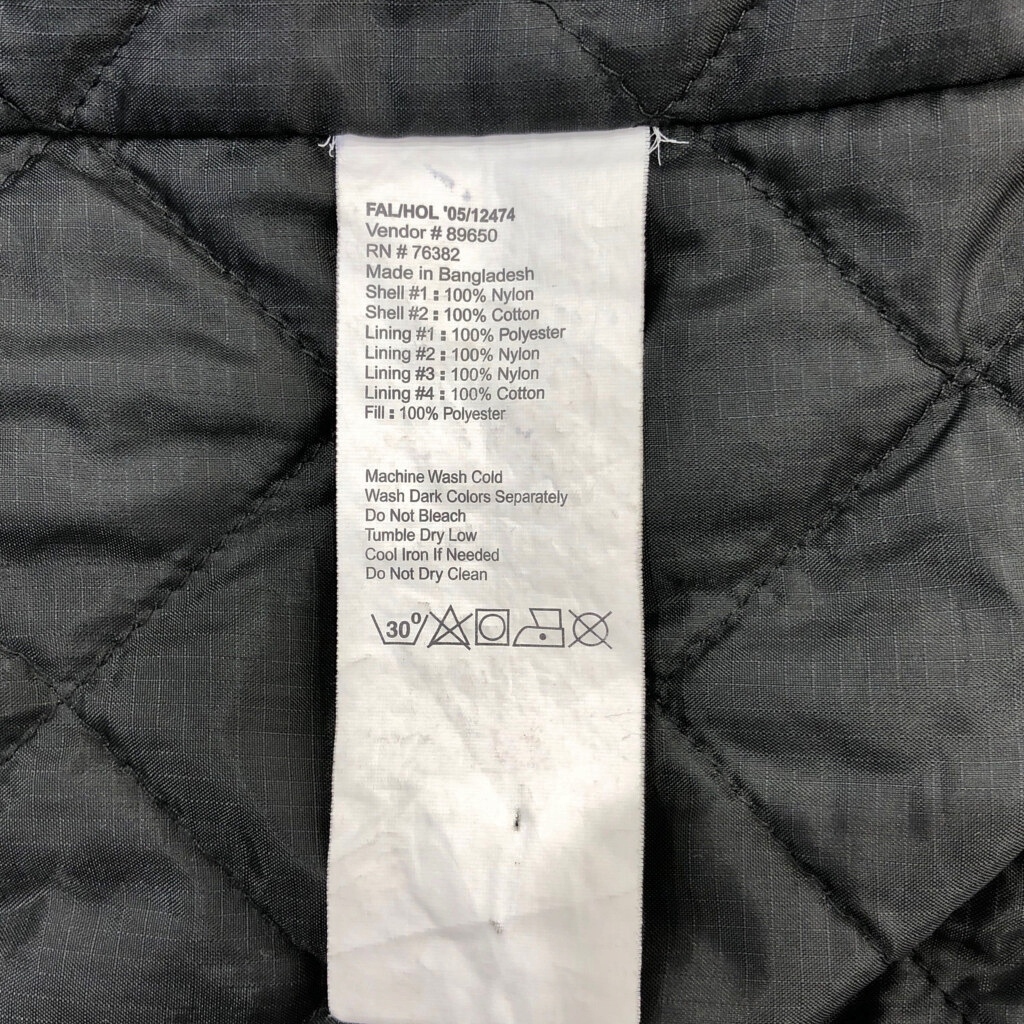 FAL/HOL '05/12474
Vendor # 89650
RN # 76382
Made in Bangladesh
Shell #1 : 100% Nylon
Shell #2 : 100% Cotton
Lining #1 : 100% Polyester
Lining #2 : 100% Nylon
Lining #3 : 100% Nylon
Lining #4 : 100% Cotton
Fill : 100% Polyester
Machine Wash Cold
Wash Dark Colors Separately
Do Not Bleach
Tumble Dry Low
Cool Iron If Needed
Do Not Dry Clean
30°